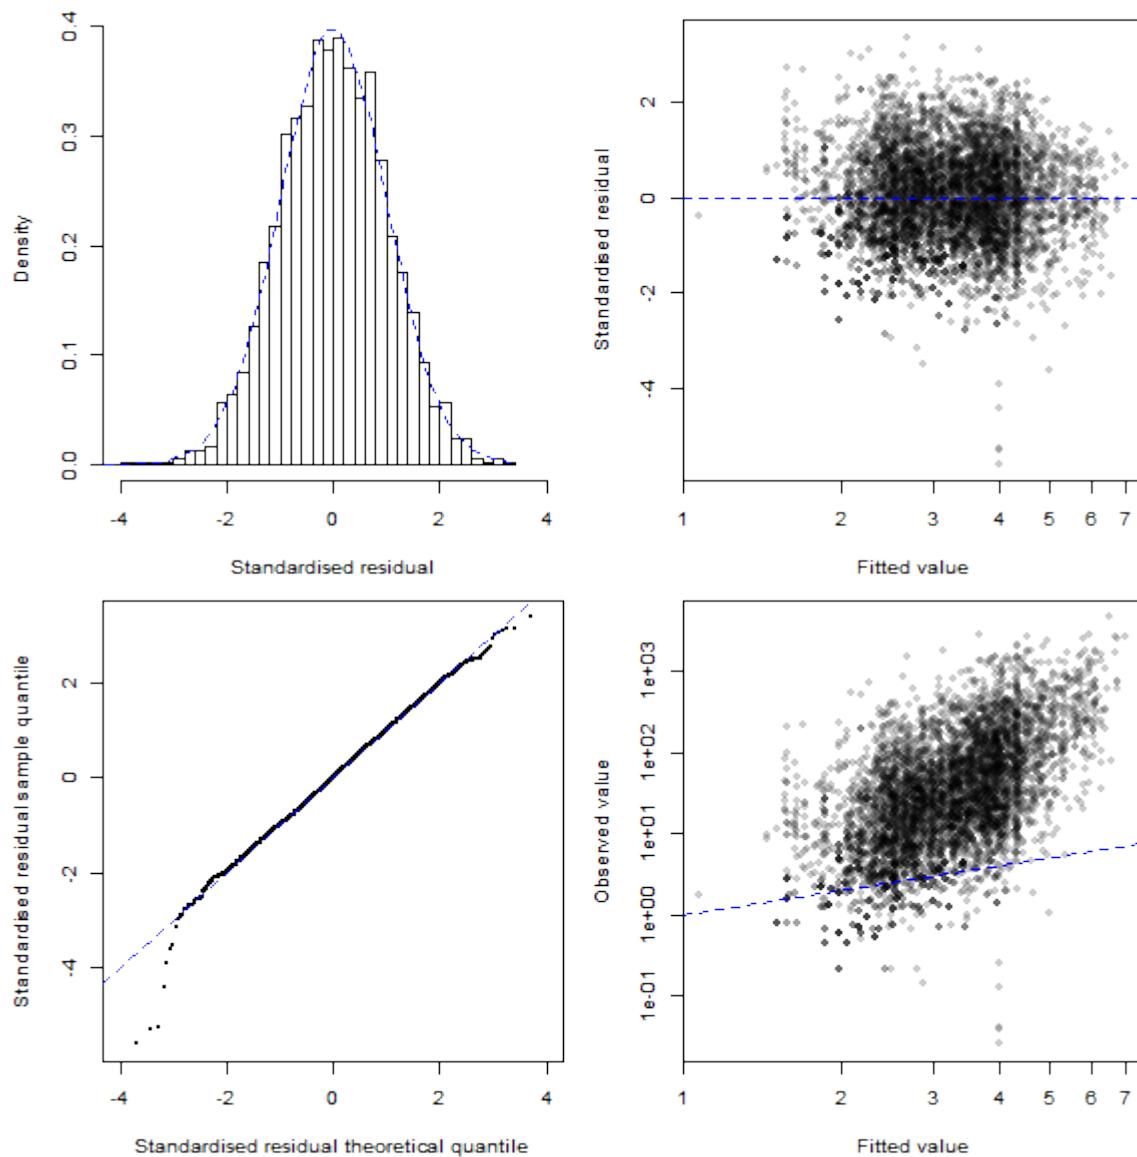 Density
0.0 0.1 0.2 0.3 0.4
-4 -2 0 2 4
Standardised residual
Standardised residual
-4 -2 0 2
1 2 3 4 5 6 7
Fitted value
Standardised residual sample quantile
-4 -2 0 2
-4 -2 0 2 4
Standardised residual theoretical quantile
Observed value
1e-01 1e+00 1e+01 1e+02 1e+03
1 2 3 4 5 6 7
Fitted value